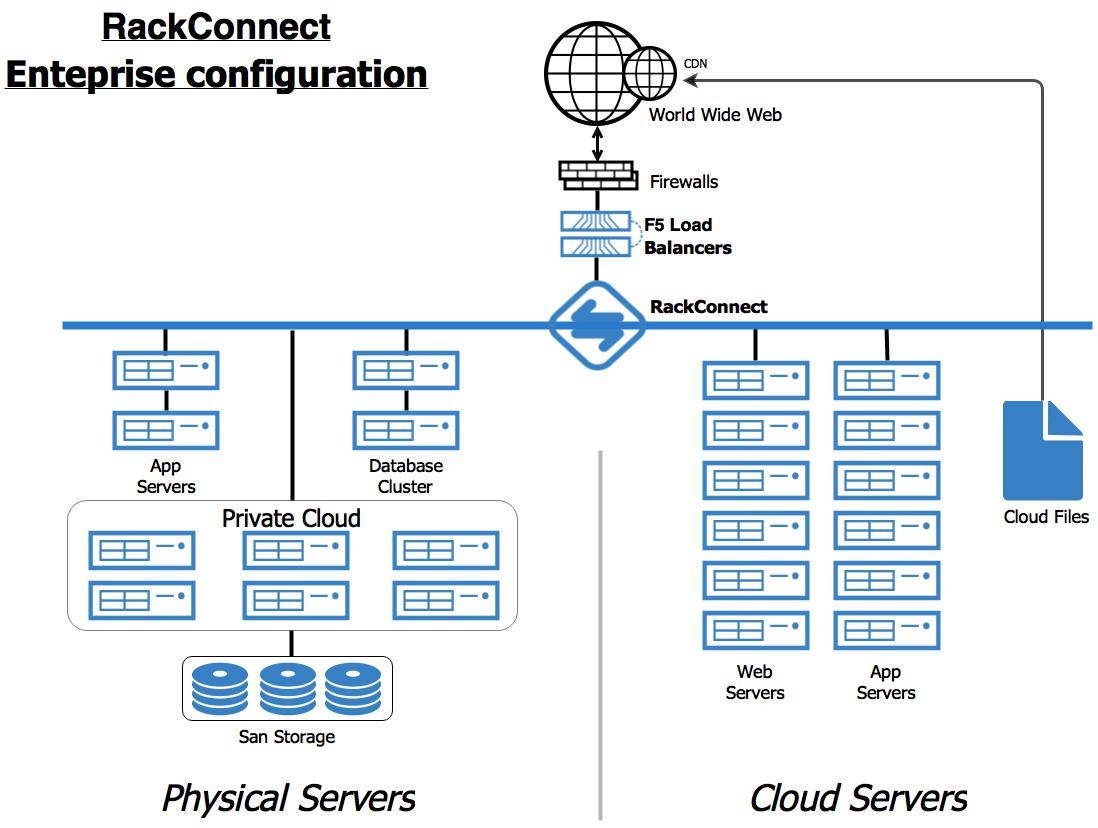 RackConnect
Enteprise configuration
CDN
World Wide Web
Firewalls
F5 Load
Balancers
RackConnect
App
Servers
Database
Cluster
Private Cloud
San Storage
Physical Servers
Web
Servers
App
Servers
Cloud Files
Cloud Servers